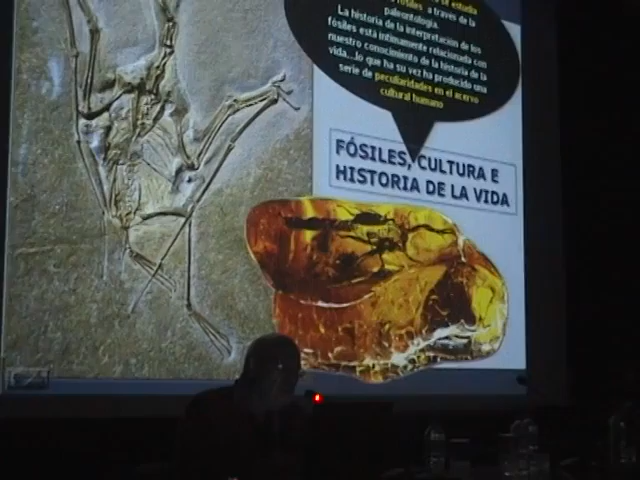 se estudia
fósiles a través de la
paleontología.
La historia de la interpretación de los
fósiles está íntimamente relacionada con
nuestro conocimiento de la historia de la
vida...lo que ha su vez ha producido una
serie de peculiaridades en el acervo
cultural humano
FÓSILES, CULTURA E
HISTORIA DE LA VIDA